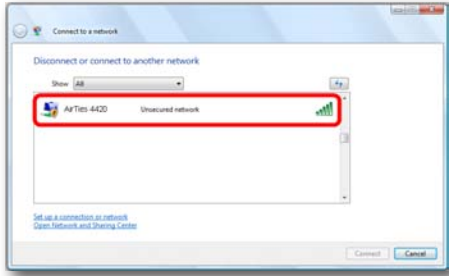 Connect to a network
Disconnect or connect to another network
Show All
AirTies 4420 Unsecured network
Set up a connection or network
Open Network and Sharing Center
Connect Cancel